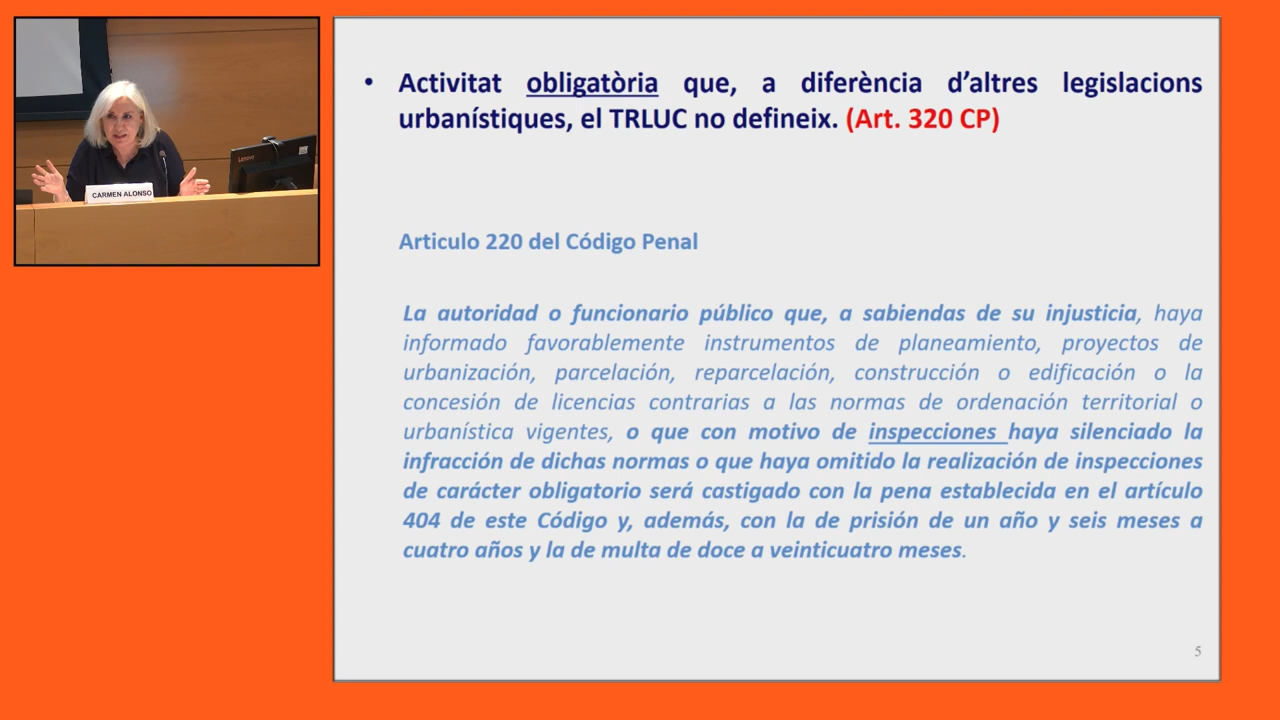 Lenovo
CARMEN ALONSO
• Activitat obligatòria que, a diferència d'altres legislacions
urbanístiques, el TRLUC no defineix. (Art. 320 CP)
Articulo 220 del Código Penal
La autoridad o funcionario público que, a sabiendas de su injusticia, haya
informado favorablemente instrumentos de planeamiento, proyectos de
urbanización, parcelación, reparcelación, construcción o edificación o la
concesión de licencias contrarias a las normas de ordenación territorial o
urbanística vigentes, o que con motivo de inspecciones haya silenciado la
infracción de dichas normas o que haya omitido la realización de inspecciones
de carácter obligatorio será castigado con la pena establecida en el artículo
404 de este Código y, además, con la de prisión de un año y seis meses a
cuatro años y la de multa de doce a veinticuatro meses.
5